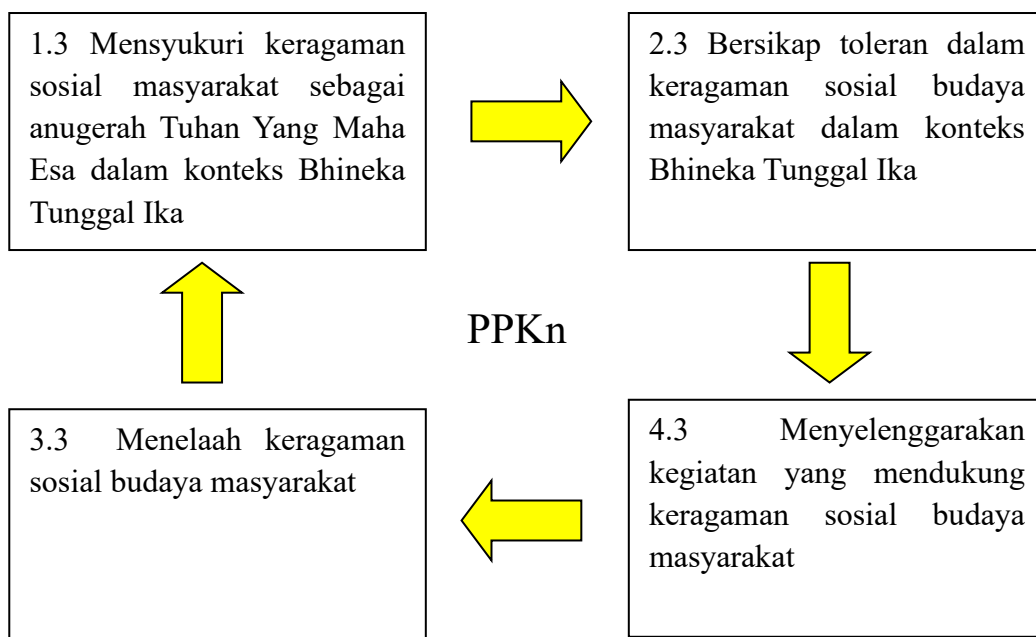 1.3 Mensyukuri keragaman
sosial masyarakat sebagai
anugerah Tuhan Yang Maha
Esa dalam konteks Bhineka
Tunggal Ika
2.3 Bersikap toleran dalam
keragaman sosial budaya
masyarakat dalam konteks
Bhineka Tunggal Ika
PPKn
3.3 Menelaah keragaman
sosial budaya masyarakat
4.3 Menyelenggarakan
kegiatan yang mendukung
keragaman sosial budaya
masyarakat